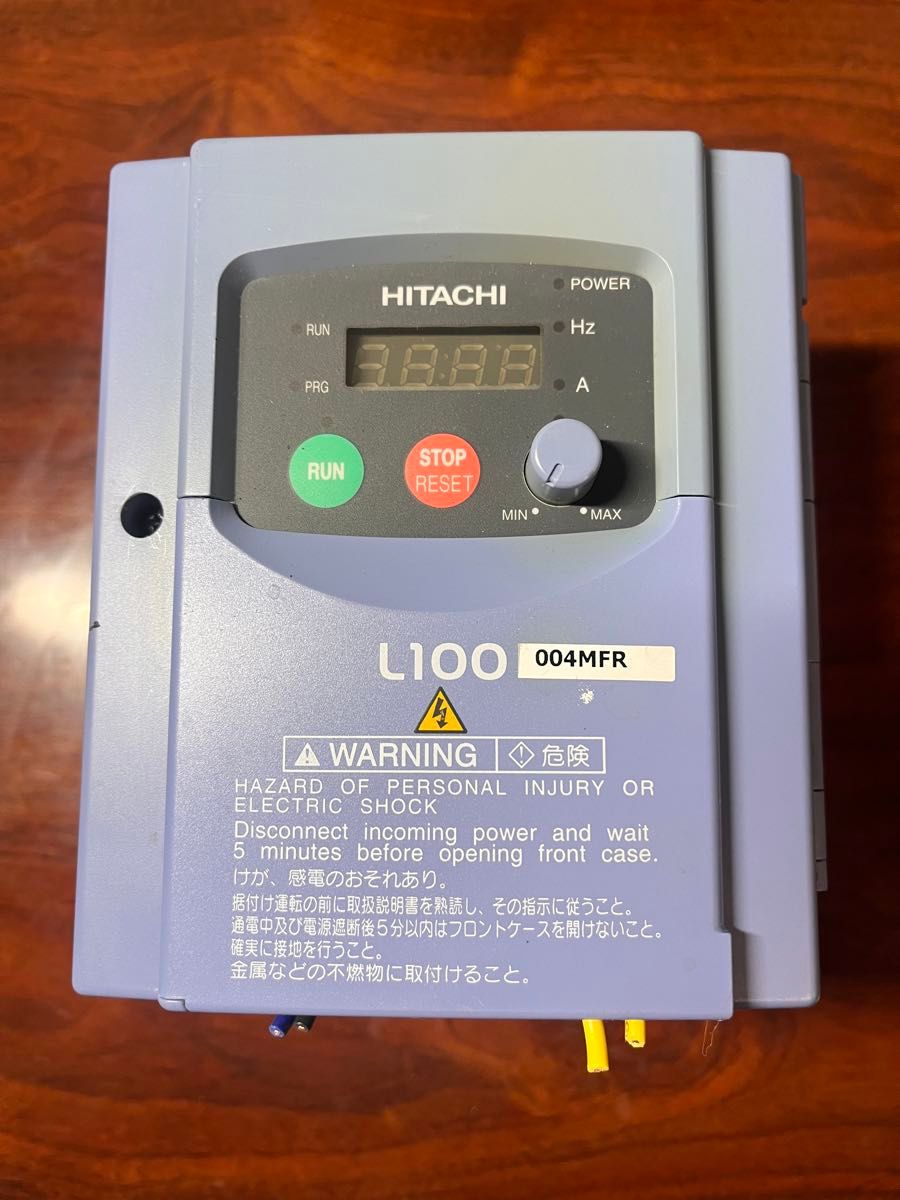 HITACHI
POWER
RUN
Hz
PRG
A
RUN
STOP
RESET
MIN
MAX
L100
004MFR
WARNING
危険
HAZARD OF PERSONAL INJURY OR
ELECTRIC SHOCK
Disconnect incoming power and wait
5 minutes before opening front case.
けが、感電のおそれあり。
据付け運転の前に取扱説明書を熟読し、その指示に従うこと。
通電中及び電源遮断後5分以内はフロントケースを開けないこと。
確実に接地を行うこと。
金属などの不燃物に取付けること。